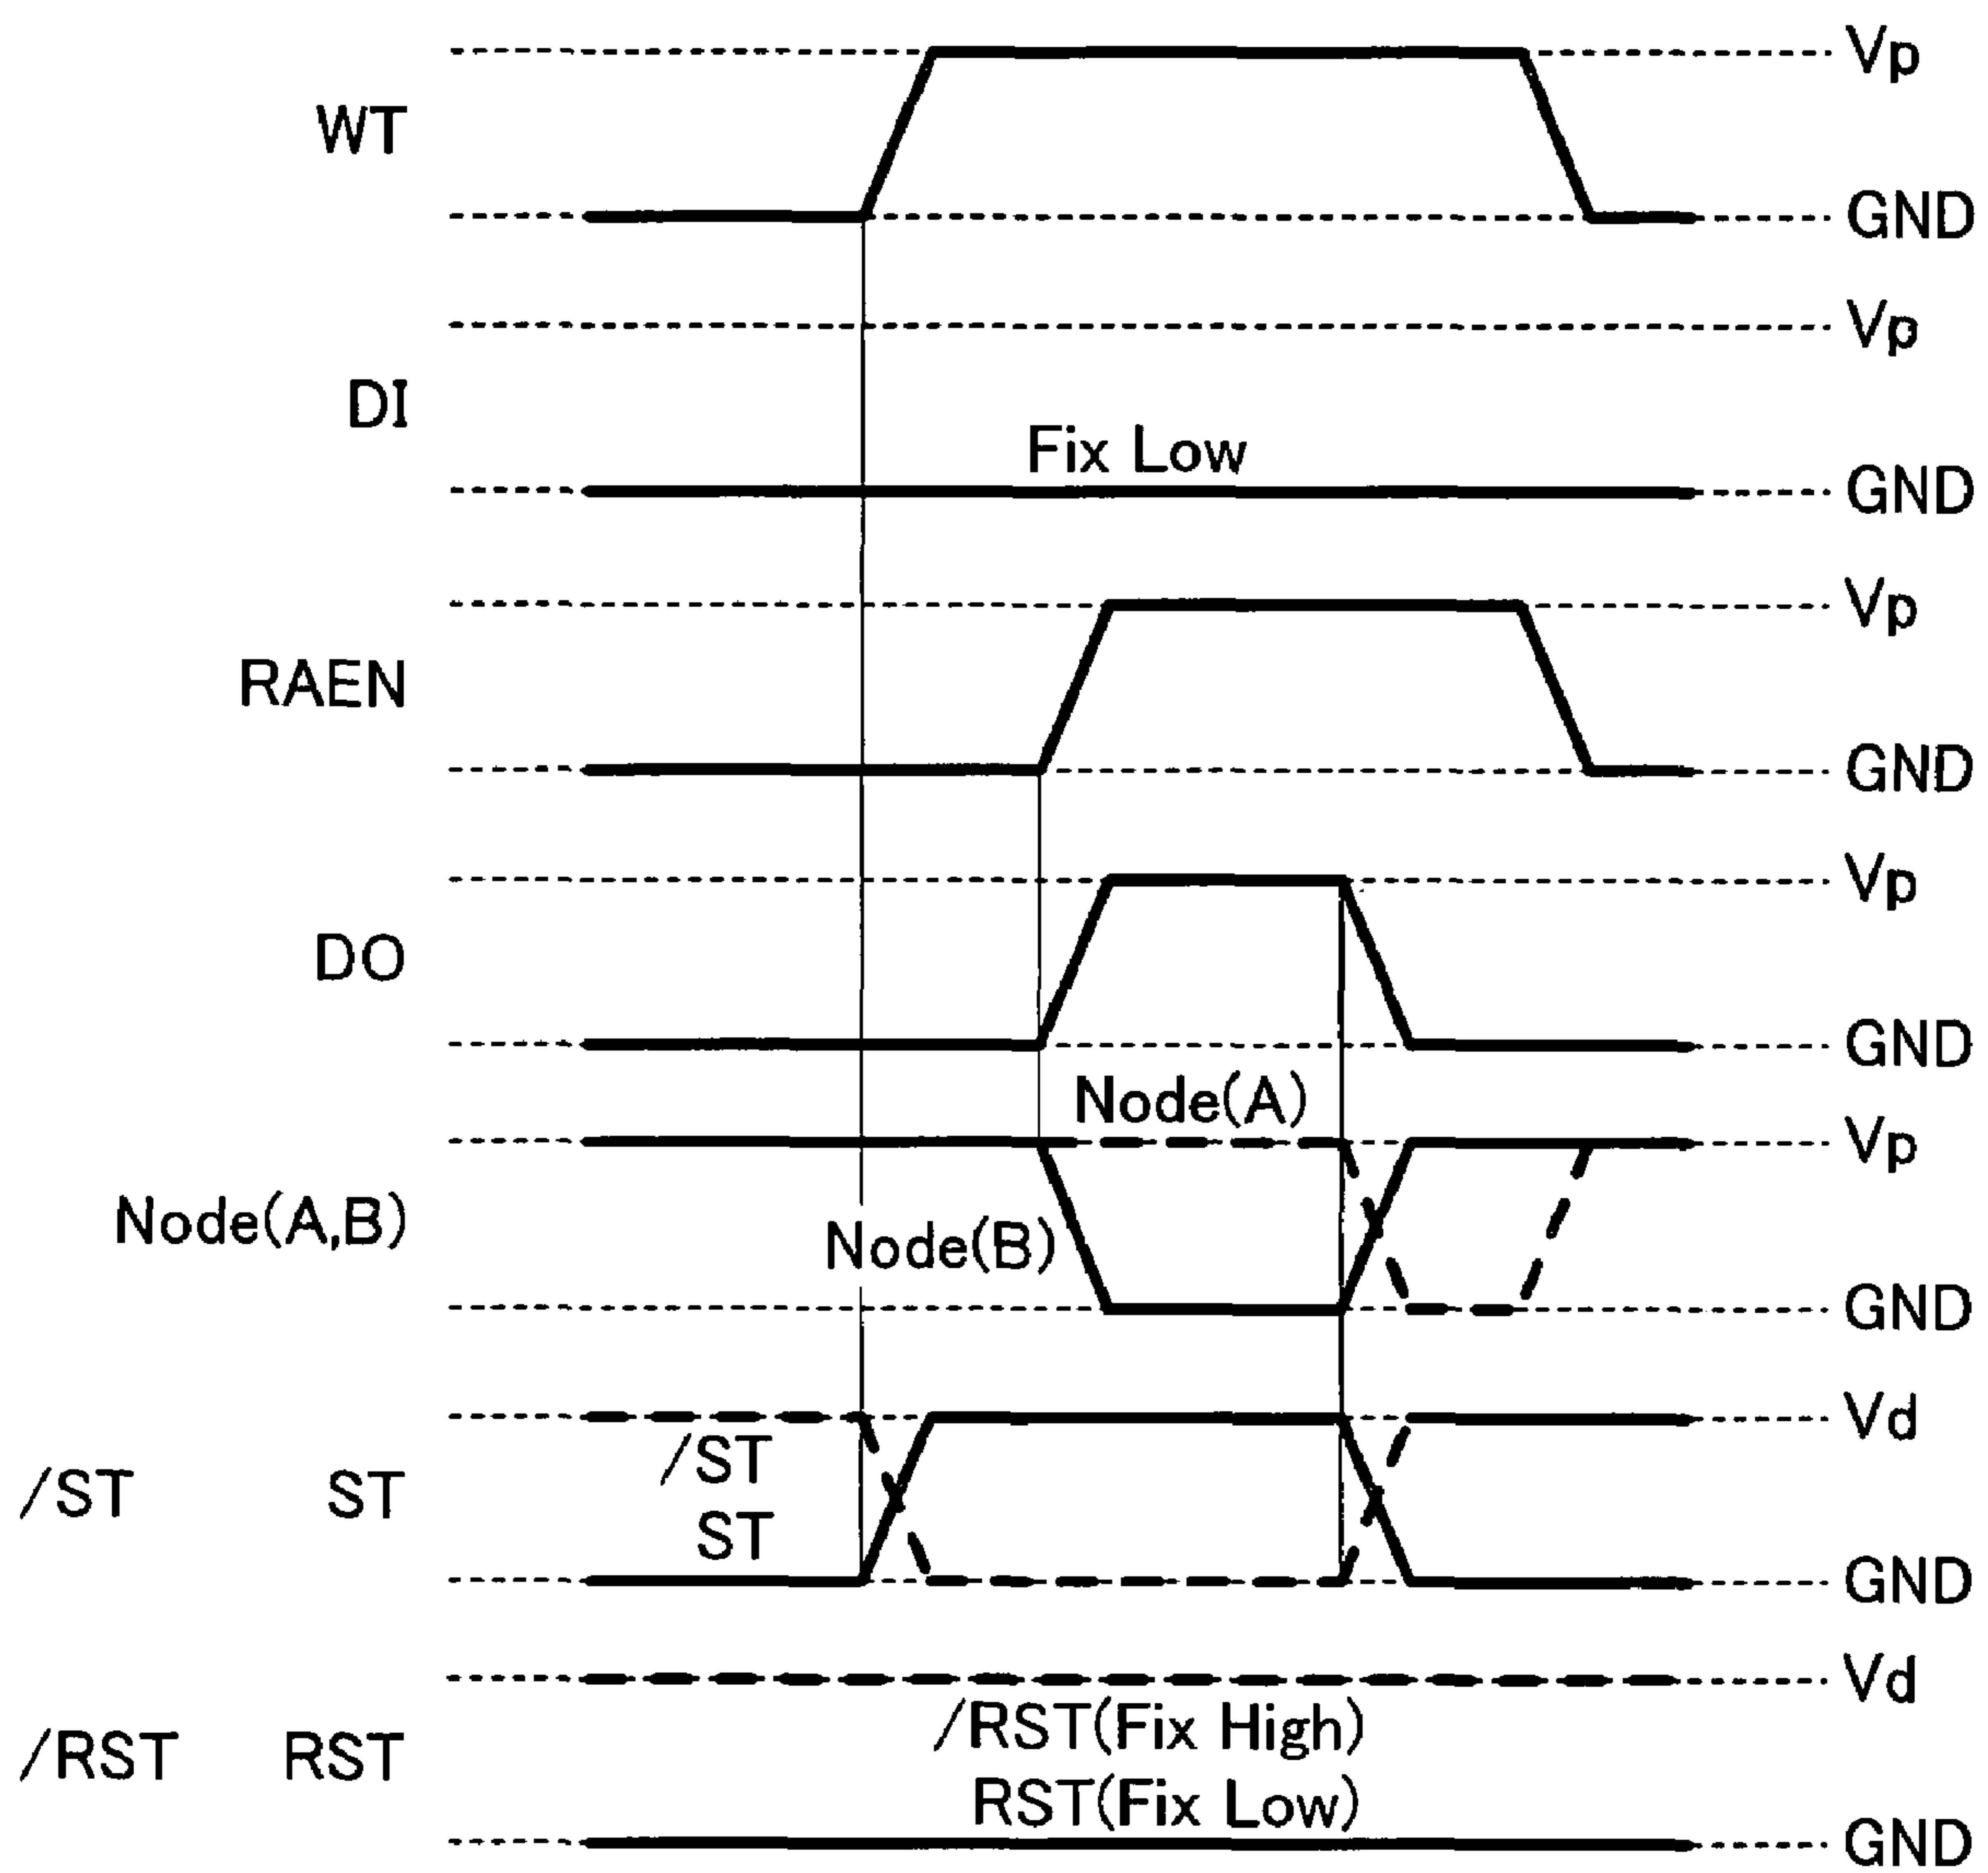 Vp
WT
GND
Vp
DI
Fix Low
GND
Vp
RAEN
GND
Vp
DO
GND
Node(A)
Vp
Node(A,B)
Node(B)
GND
Vd
/ST
/ST ST
ST
GND
Vd
/RST(Fix High)
/RST RST
RST(Fix Low)
GND